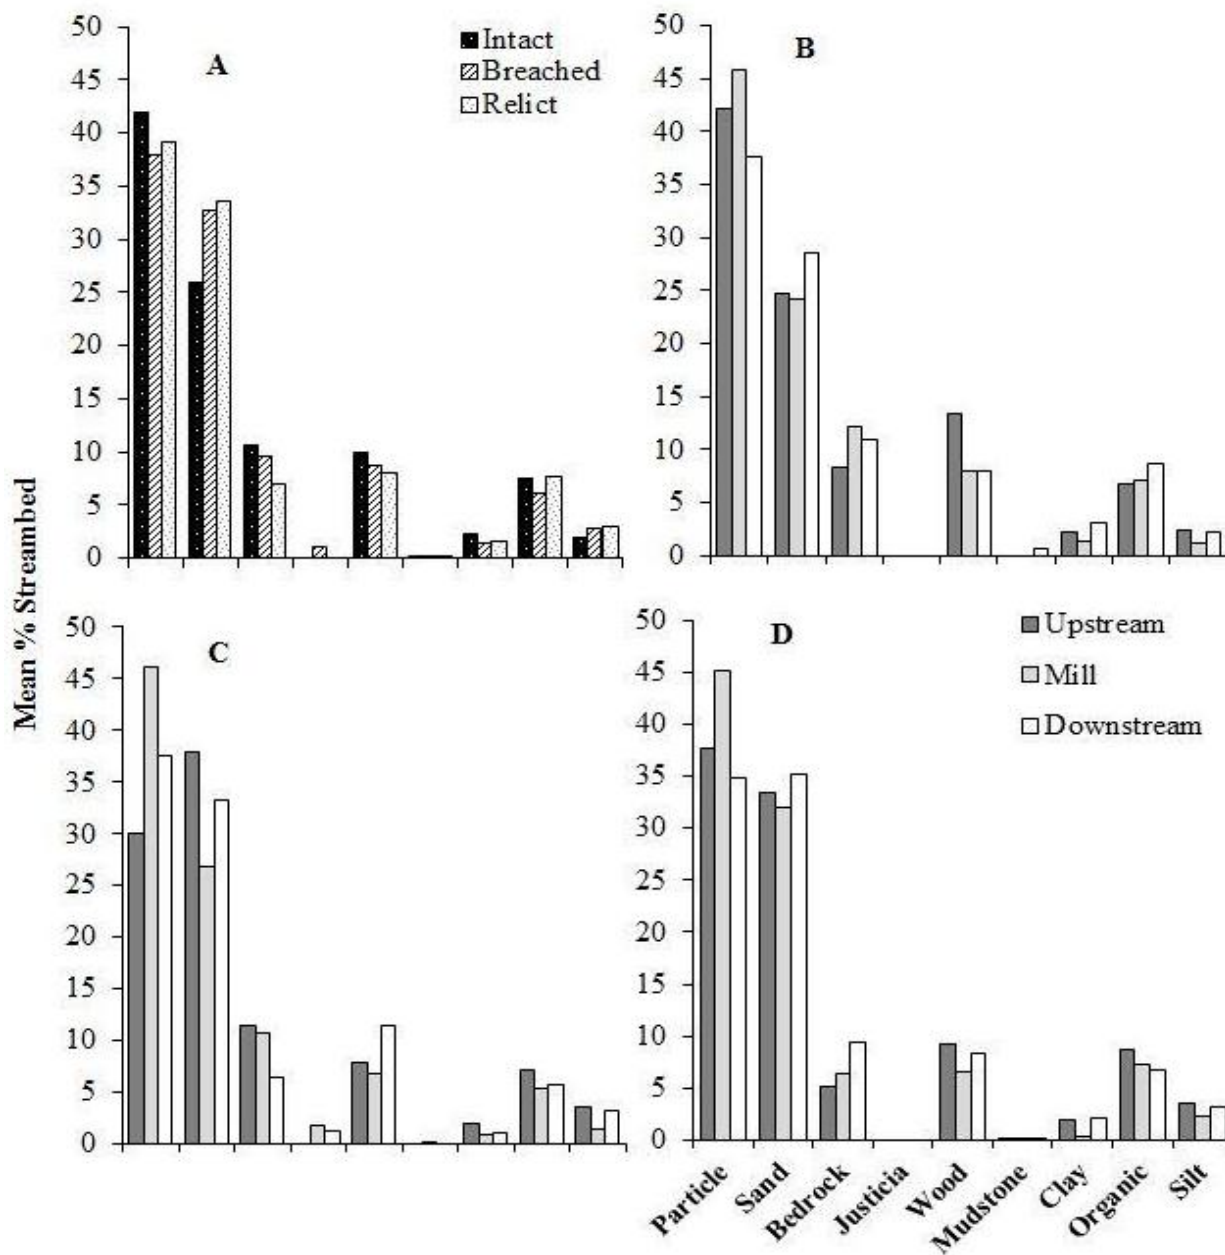 Mean % Streambed
50
45
40
35
30
25
20
15
10
5
0
A
Intact
Breached
Relict
50
45
40
35
30
25
20
15
10
5
0
B
50
45
40
35
30
25
20
15
10
5
0
C
50
45
40
35
30
25
20
15
10
5
0
D
Upstream
Mill
Downstream
Particle
Sand
Bedrock
Justicia
Wood
Mudstone
Clay
Organic
Silt